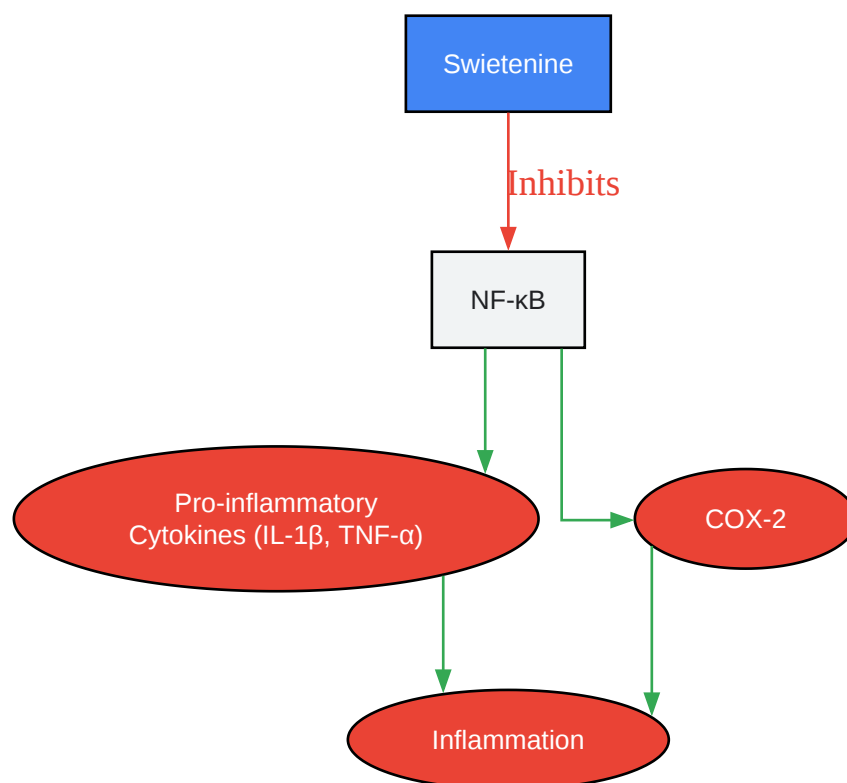 Swietenine
Inhibits
NF-κB
Pro-inflammatory
Cytokines (IL-1β, TNF-α)
COX-2
Inflammation